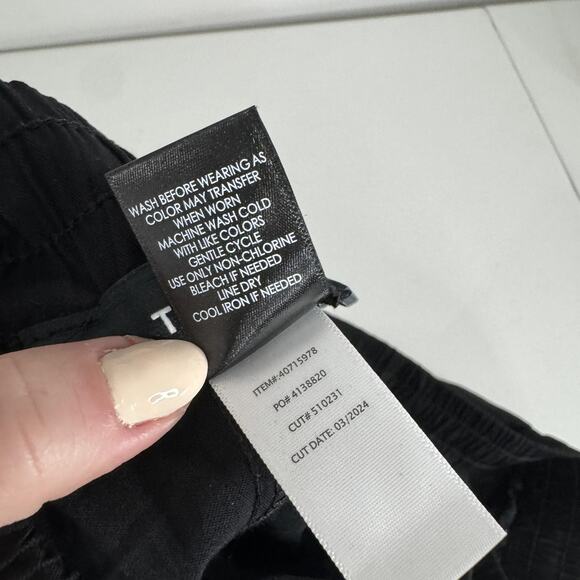 WASH BEFORE WEARING AS
COLOR MAY TRANSFER
WHEN WORN
MACHINE WASH COLD
WITH LIKE COLORS
GENTLE CYCLE
USE ONLY NON-CHLORINE
BLEACH IF NEEDED
LINE DRY
COOL IRON IF NEEDED
T
ITEM#:40715978
PO# 4138820
CUT# 510231
CUT DATE: 03/2024